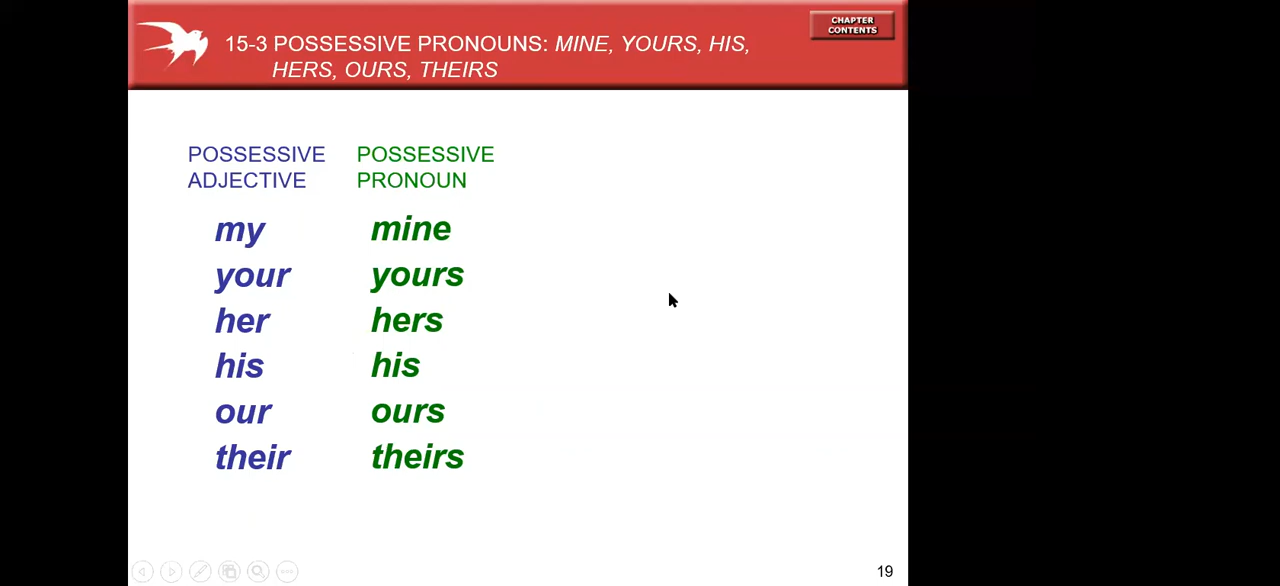 CHAPTER
CONTENTS
15-3 POSSESSIVE PRONOUNS: MINE, YOURS, HIS,
HERS, OURS, THEIRS
POSSESSIVE POSSESSIVE
ADJECTIVE PRONOUN
my mine
your yours
her hers
his his
our ours
their theirs
19